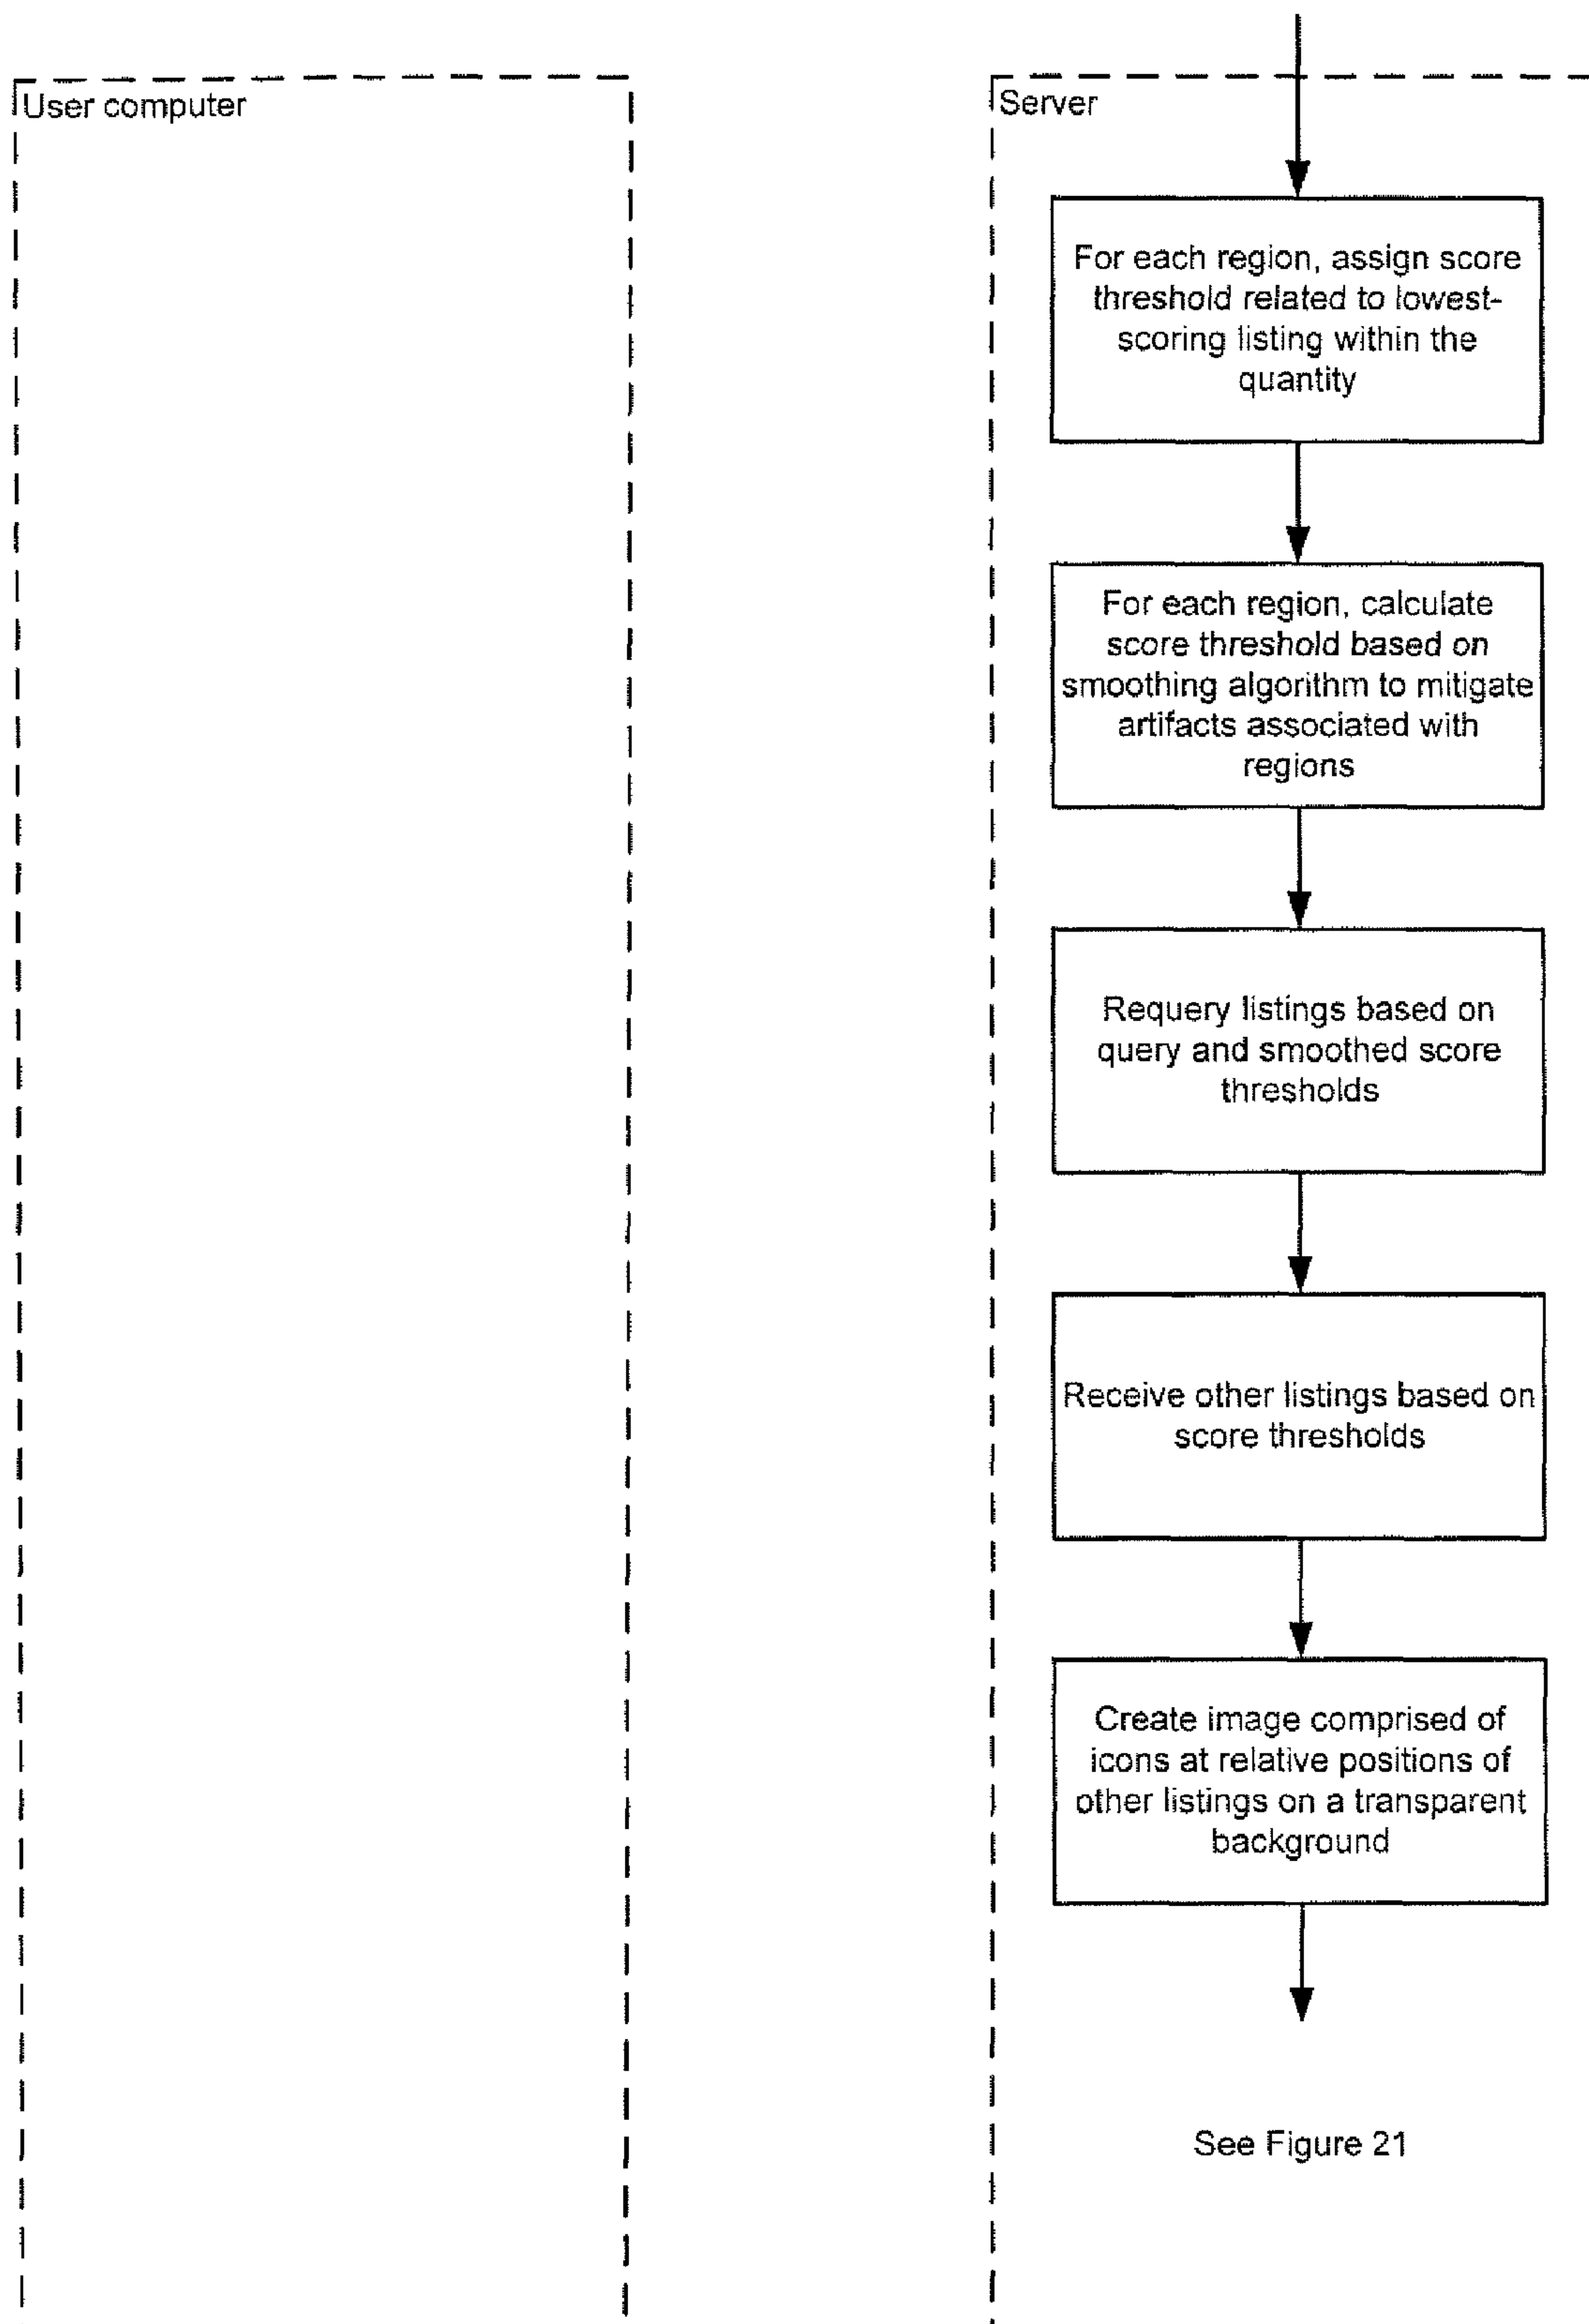 User computer
Server
For each region, assign score
threshold related to lowest-
scoring listing within the
quantity
For each region, calculate
score threshold based on
smoothing algorithm to mitigate
artifacts associated with
regions
Requery listings based on
query and smoothed score
thresholds
Receive other listings based on
score thresholds
Create image comprised of
icons at relative positions of
other listings on a transparent
background
See Figure 21